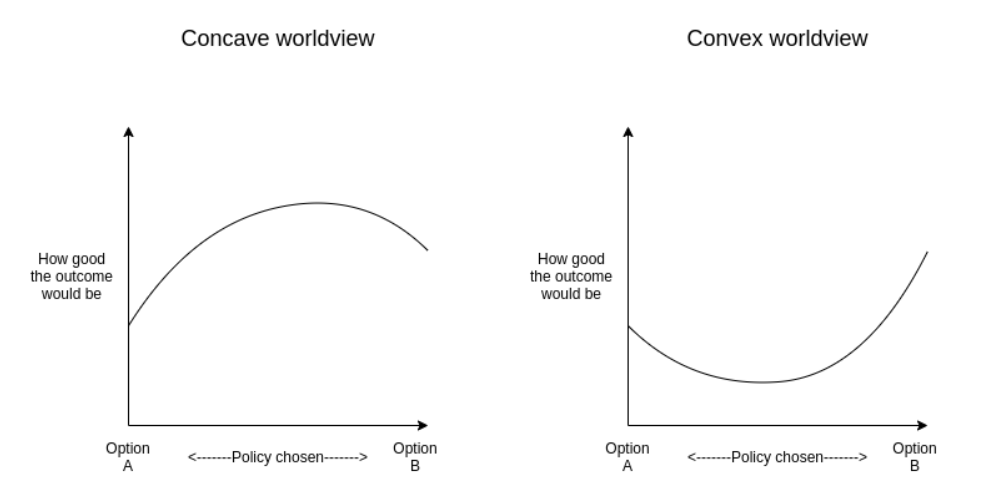 Concave worldview
Convex worldview
How good
the outcome
would be
How good
the outcome
would be
Option
A
<-------Policy chosen------->
Option
B
Option
A
<-------Policy chosen------->
Option
B